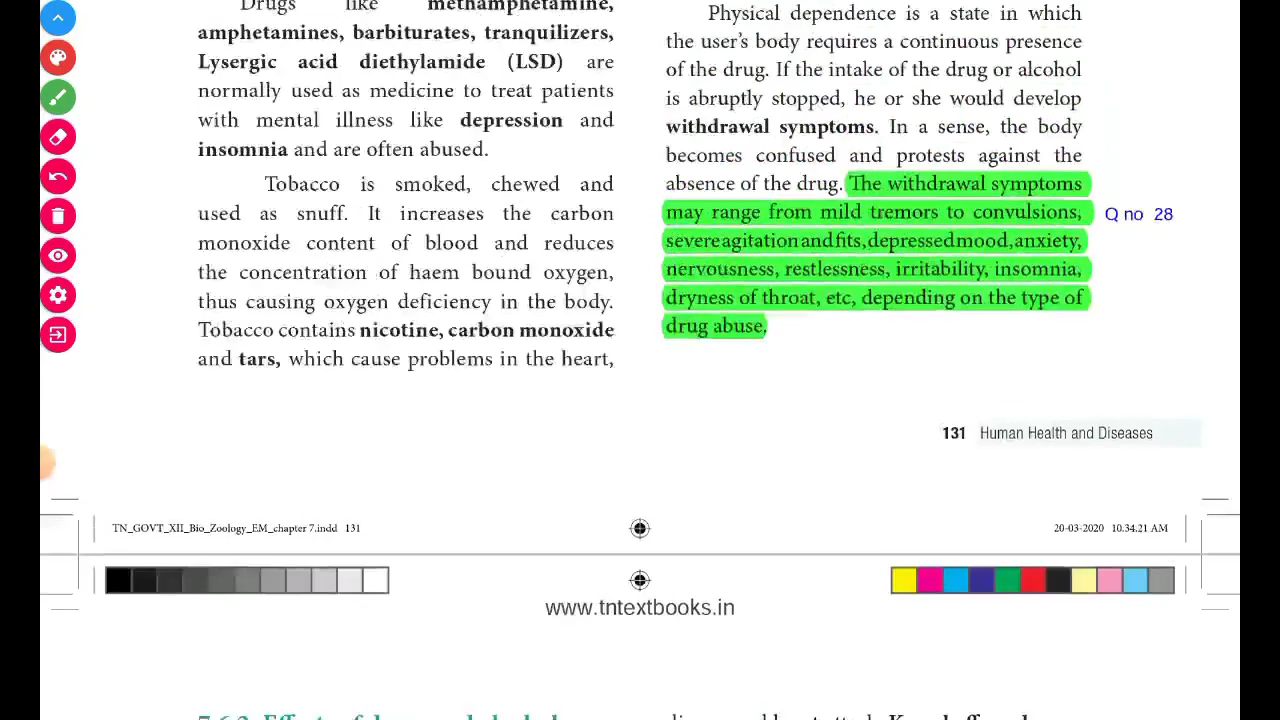 Drugs like methamphetamine,
amphetamines, barbiturates, tranquilizers,
Lysergic acid diethylamide (LSD) are
normally used as medicine to treat patients
with mental illness like depression and
insomnia and are often abused.
Tobacco is smoked, chewed and
used as snuff. It increases the carbon
monoxide content of blood and reduces
the concentration of haem bound oxygen,
thus causing oxygen deficiency in the body.
Tobacco contains nicotine, carbon monoxide
and tars, which cause problems in the heart,
Physical dependence is a state in which
the user's body requires a continuous presence
of the drug. If the intake of the drug or alcohol
is abruptly stopped, he or she would develop
withdrawal symptoms. In a sense, the body
becomes confused and protests against the
absence of the drug. The withdrawal symptoms
may range from mild tremors to convulsions,
severe agitation and fits, depressed mood, anxiety,
nervousness, restlessness, irritability, insomnia,
dryness of throat, etc, depending on the type of
drug abuse.
Q no 28
131 Human Health and Diseases
TN_GOVT_XII_Bio_Zoology_EM_chapter 7.indd 131
20-03-2020 10.34.21 AM
www.tntextbooks.in